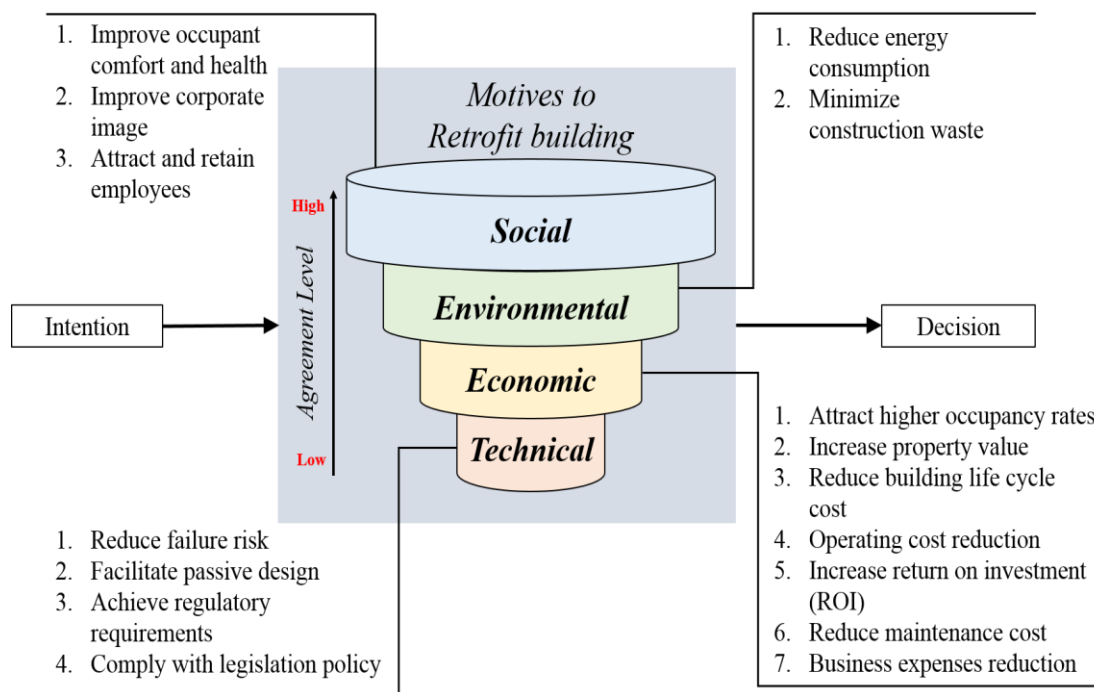 1. Improve occupant
comfort and health
2. Improve corporate
image
3. Attract and retain
employees
1. Reduce energy
consumption
2. Minimize
construction waste
Motives to
Retrofit building
High
Agreement Level
Low
Social
Environmental
Economic
Technical
Intention
Decision
1. Reduce failure risk
2. Facilitate passive design
3. Achieve regulatory
requirements
4. Comply with legislation policy
1. Attract higher occupancy rates
2. Increase property value
3. Reduce building life cycle
cost
4. Operating cost reduction
5. Increase return on investment
(ROI)
6. Reduce maintenance cost
7. Business expenses reduction